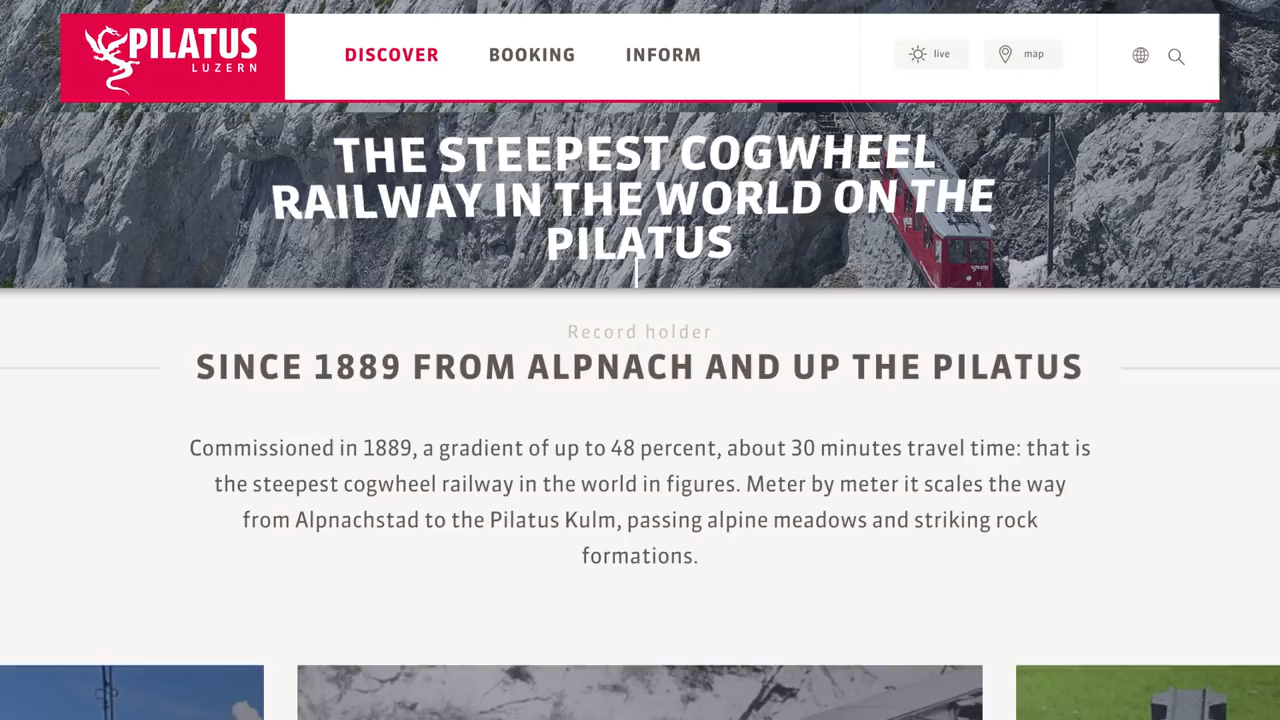 PILATUS
LUZERN
DISCOVER
BOOKING
INFORM
live
map
THE STEEPEST COGWHEEL
RAILWAY IN THE WORLD ON THE
PILATUS
Record holder
SINCE 1889 FROM ALPNACH AND UP THE PILATUS
Commissioned in 1889, a gradient of up to 48 percent, about 30 minutes travel time: that is
the steepest cogwheel railway in the world in figures. Meter by meter it scales the way
from Alpnachstad to the Pilatus Kulm, passing alpine meadows and striking rock
formations.